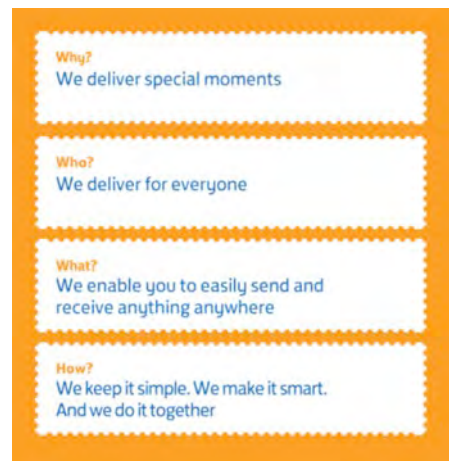 Why?
We deliver special moments
Who?
We deliver for everyone
What?
We enable you to easily send and
receive anything anywhere
How?
We keep it simple. We make it smart.
And we do it together